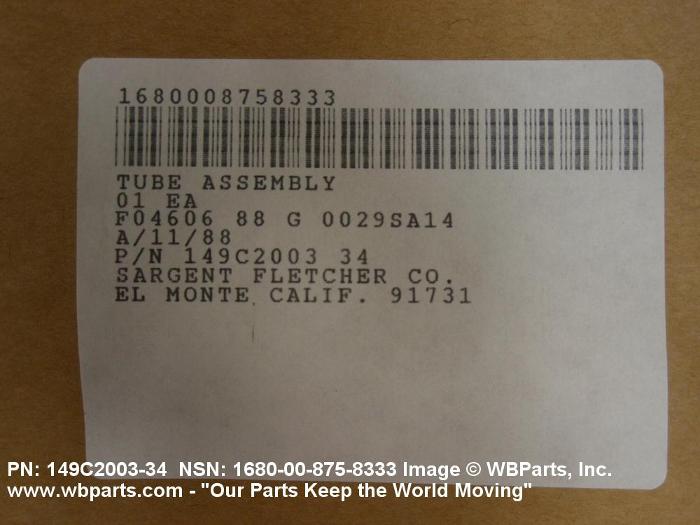 1680008758333
TUBE ASSEMBLY
01 EA
F04606 88 G 0029SA14
A/11/88
P/N 149C2003 34
SARGENT FLETCHER CO.
EL MONTE CALIF. 91731
PN: 149C2003-34 NSN: 1680-00-875-8333 Image © WBParts, Inc.
www.wbparts.com - "Our Parts Keep the World Moving"